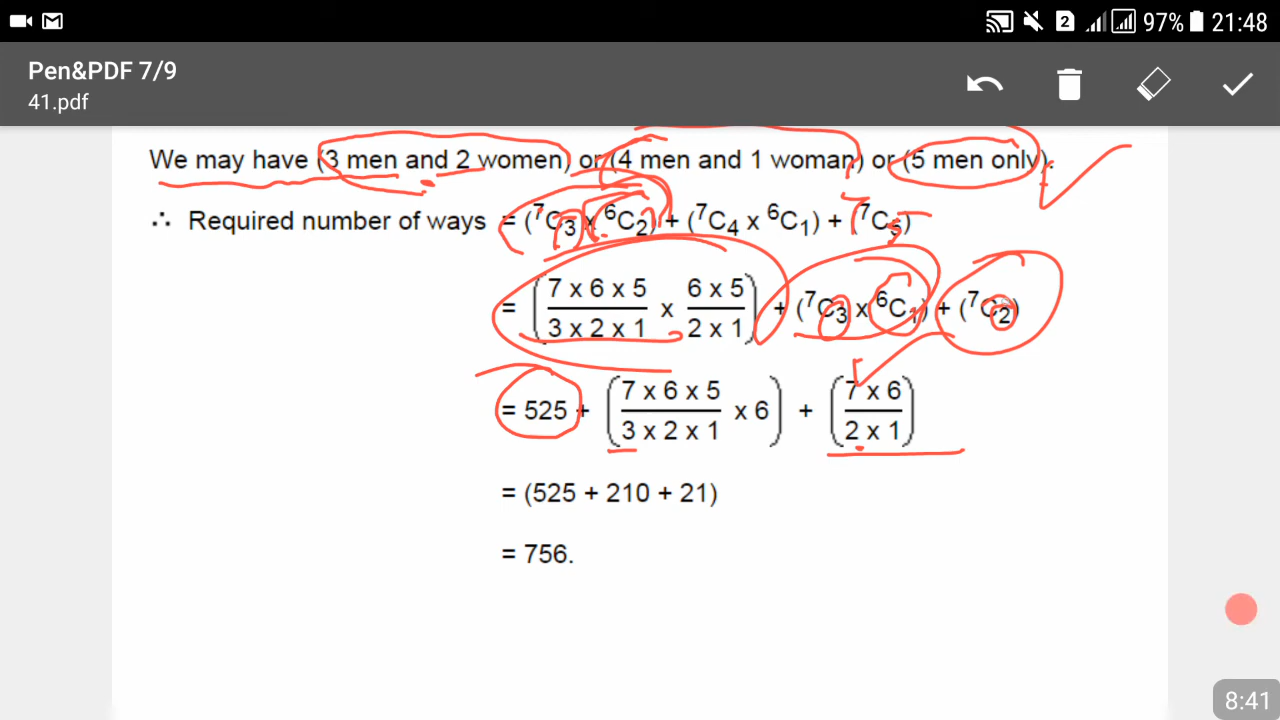 2 97% 21:48
Pen&PDF 7/9
41.pdf
We may have (3 men and 2 women) or (4 men and 1 woman) or (5 men only).
∴ Required number of ways = (⁷C₃ x ⁶C₂) + (⁷C₄ x ⁶C₁) + (⁷C₅)
= (7 x 6 x 5 / 3 x 2 x 1 x 6 x 5 / 2 x 1) + (⁷C₃ x ⁶C₁) + (⁷C₂)
= 525 + (7 x 6 x 5 / 3 x 2 x 1 x 6) + (7 x 6 / 2 x 1)
= (525 + 210 + 21)
= 756.
8:41